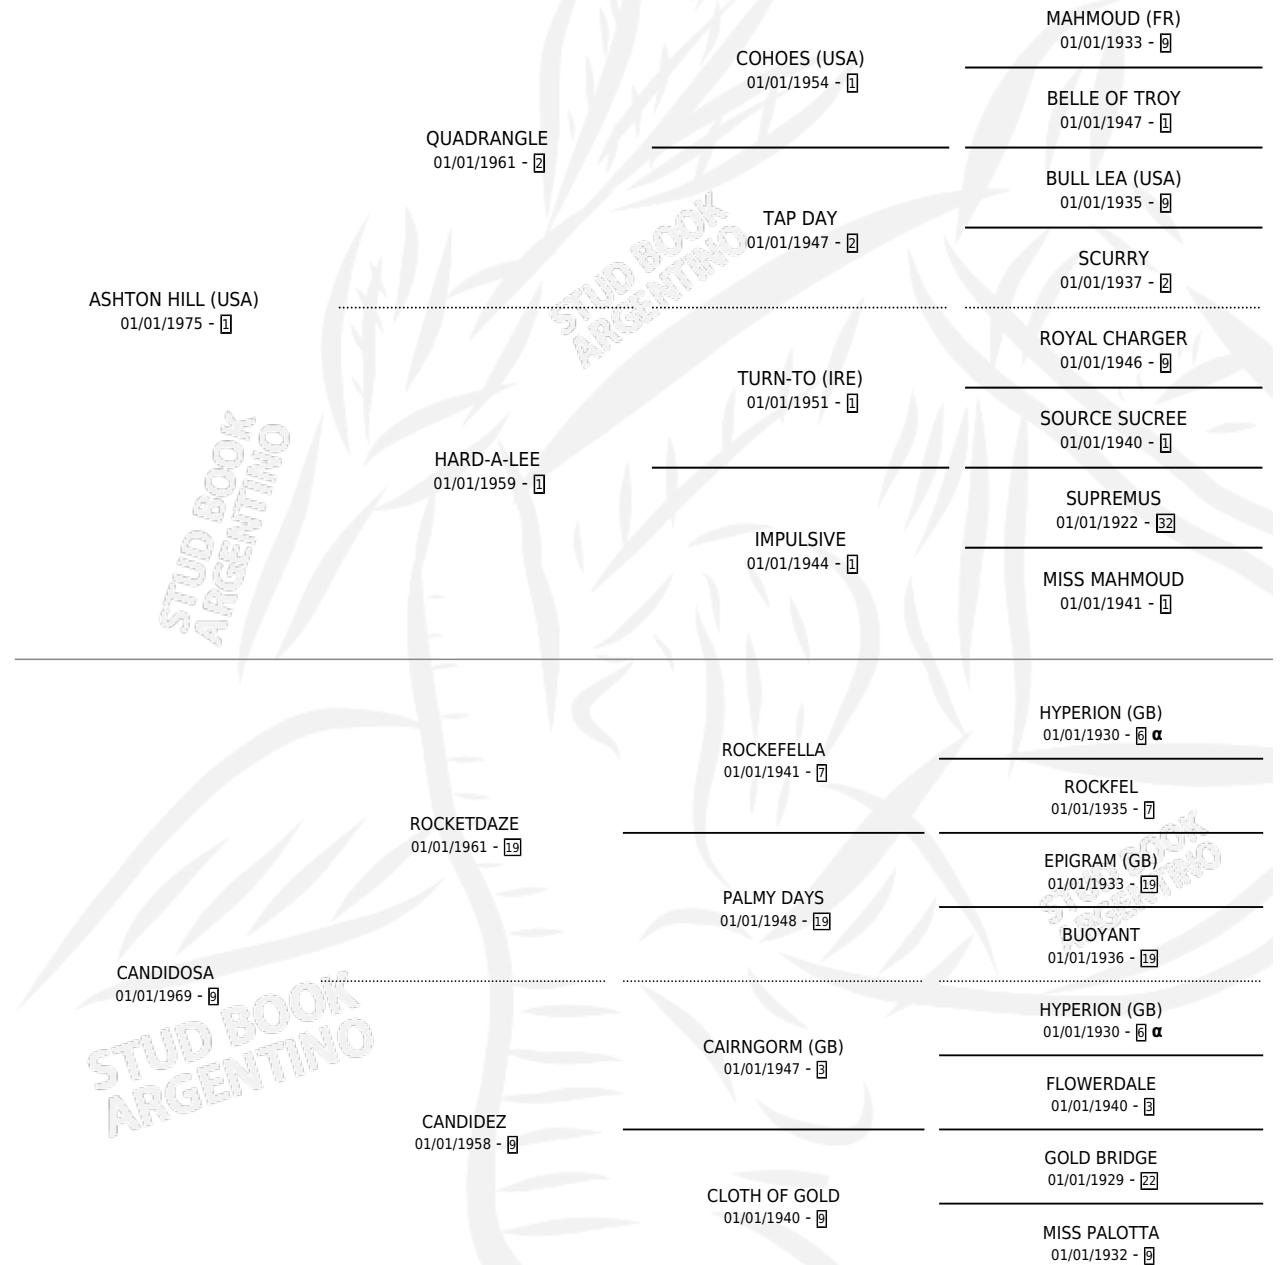 MAHMOUD (FR)
01/01/1933 - 9
COHOES (USA)
01/01/1954 - 1
BELLE OF TROY
01/01/1947 - 1
QUADRANGLE
01/01/1961 - 2
BULL LEA (USA)
01/01/1935 - 9
TAP DAY
01/01/1947 - 2
SCURRY
01/01/1937 - 2
ASHTON HILL (USA)
01/01/1975 - 1
ROYAL CHARGER
01/01/1946 - 9
TURN-TO (IRE)
01/01/1951 - 1
SOURCE SUCREE
01/01/1940 - 1
HARD-A-LEE
01/01/1959 - 1
SUPREMUS
01/01/1922 - 32
IMPULSIVE
01/01/1944 - 1
MISS MAHMOUD
01/01/1941 - 1
HYPERION (GB)
01/01/1930 - 6 α
ROCKEFELLA
01/01/1941 - 7
ROCKFEL
01/01/1935 - 7
ROCKETDAZE
01/01/1961 - 19
EPIGRAM (GB)
01/01/1933 - 19
PALMY DAYS
01/01/1948 - 19
BUOYANT
01/01/1936 - 19
CANDIDOSA
01/01/1969 - 9
HYPERION (GB)
01/01/1930 - 6 α
CAIRNGORM (GB)
01/01/1947 - 3
FLOWERDALE
01/01/1940 - 3
CANDIDEZ
01/01/1958 - 9
GOLD BRIDGE
01/01/1929 - 22
CLOTH OF GOLD
01/01/1940 - 9
MISS PALOTTA
01/01/1932 - 9
STUD BOOK
ARGENTINO
STUD BOOK
ARGENTINO
STUD BOOK
ARGENTINO
STUD BOOK
ARGENTINO